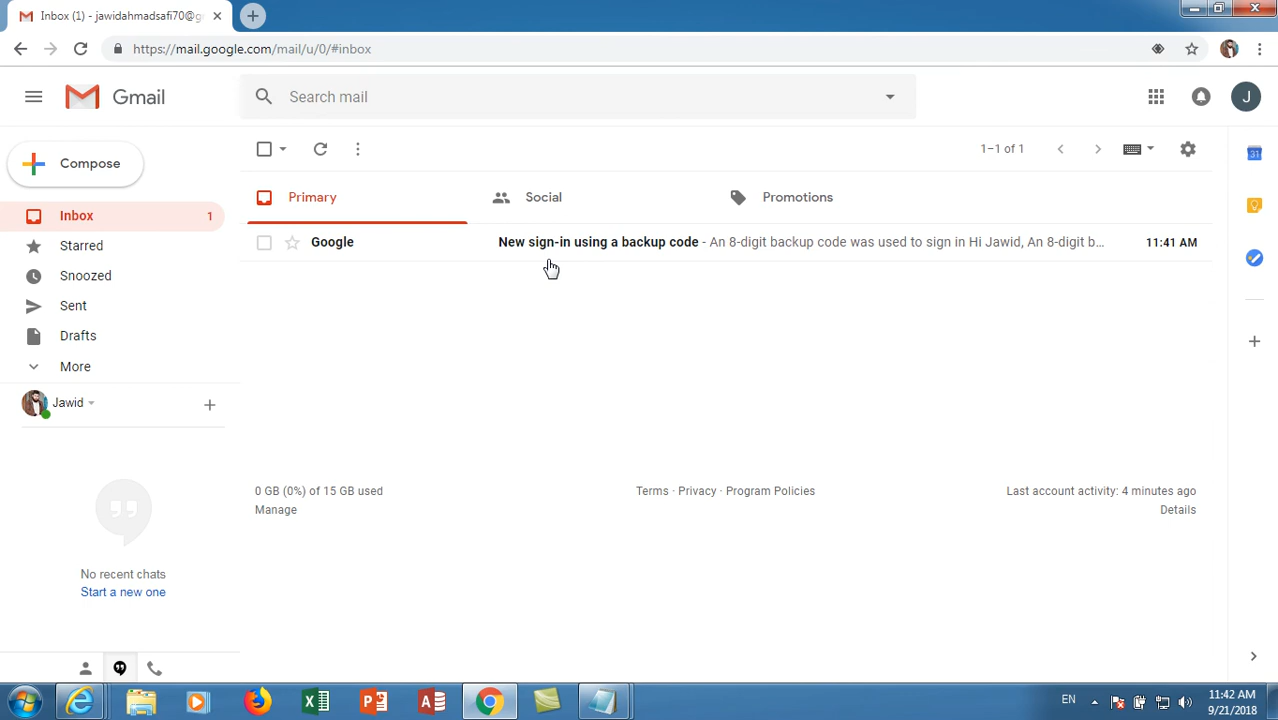 Inbox (1) - jawidahmadsafi70@g
https://mail.google.com/mail/u/0/#inbox
Gmail
Search mail
J
Compose
1–1 of 1
31
Primary
Social
Promotions
Inbox
1
Google
New sign-in using a backup code - An 8-digit backup code was used to sign in Hi Jawid, An 8-digit b...
11:41 AM
Starred
Snoozed
Sent
Drafts
More
Jawid
0 GB (0%) of 15 GB used
Manage
Terms · Privacy · Program Policies
Last account activity: 4 minutes ago
Details
No recent chats
Start a new one
EN
11:42 AM
9/21/2018